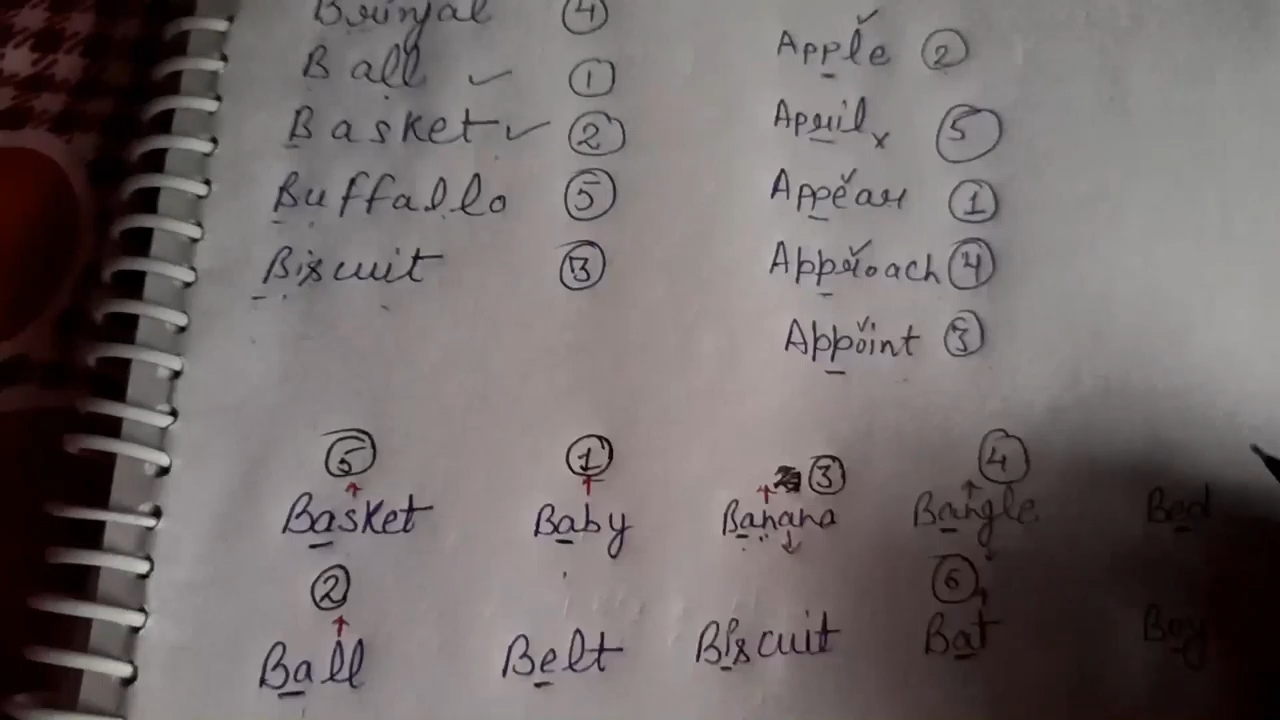 Brinjal 4
Ball ✓ 1
Basket ✓ 2
Buffallo 5
Biscuit 3
Apple 2
April x 5
Appear 1
Approach 4
Appoint 3
5 1 3 4
Basket Baby Banana Bangle Bed
2 6
Ball Belt Biscuit Bat Boy